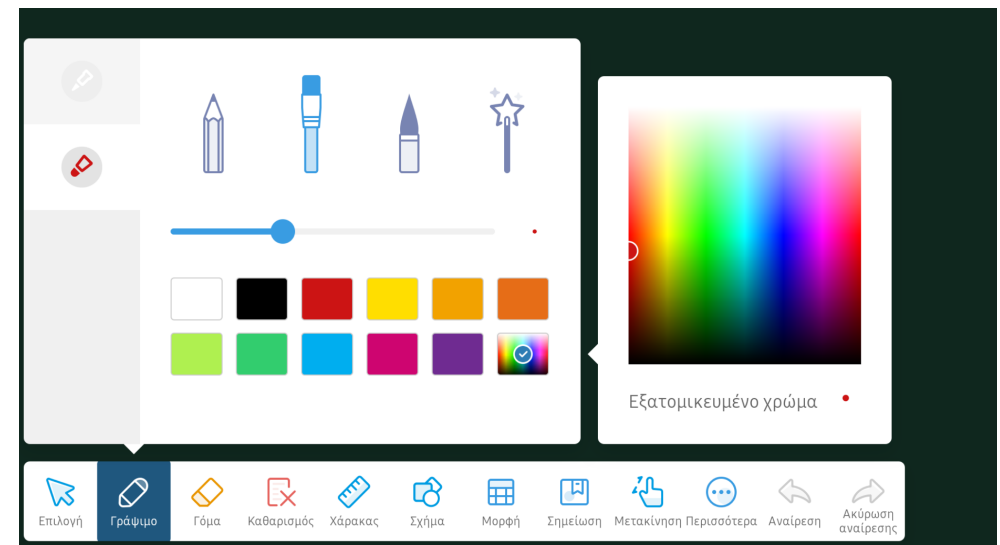 Εξατομικευμένο χρώμα
Επιλογή
Γράψιμο
Γόμα
Καθαρισμός
Χάρακας
Σχήμα
Μορφή
Σημείωση
Μετακίνηση
Περισσότερα
Αναίρεση
Ακύρωση
αναίρεσης